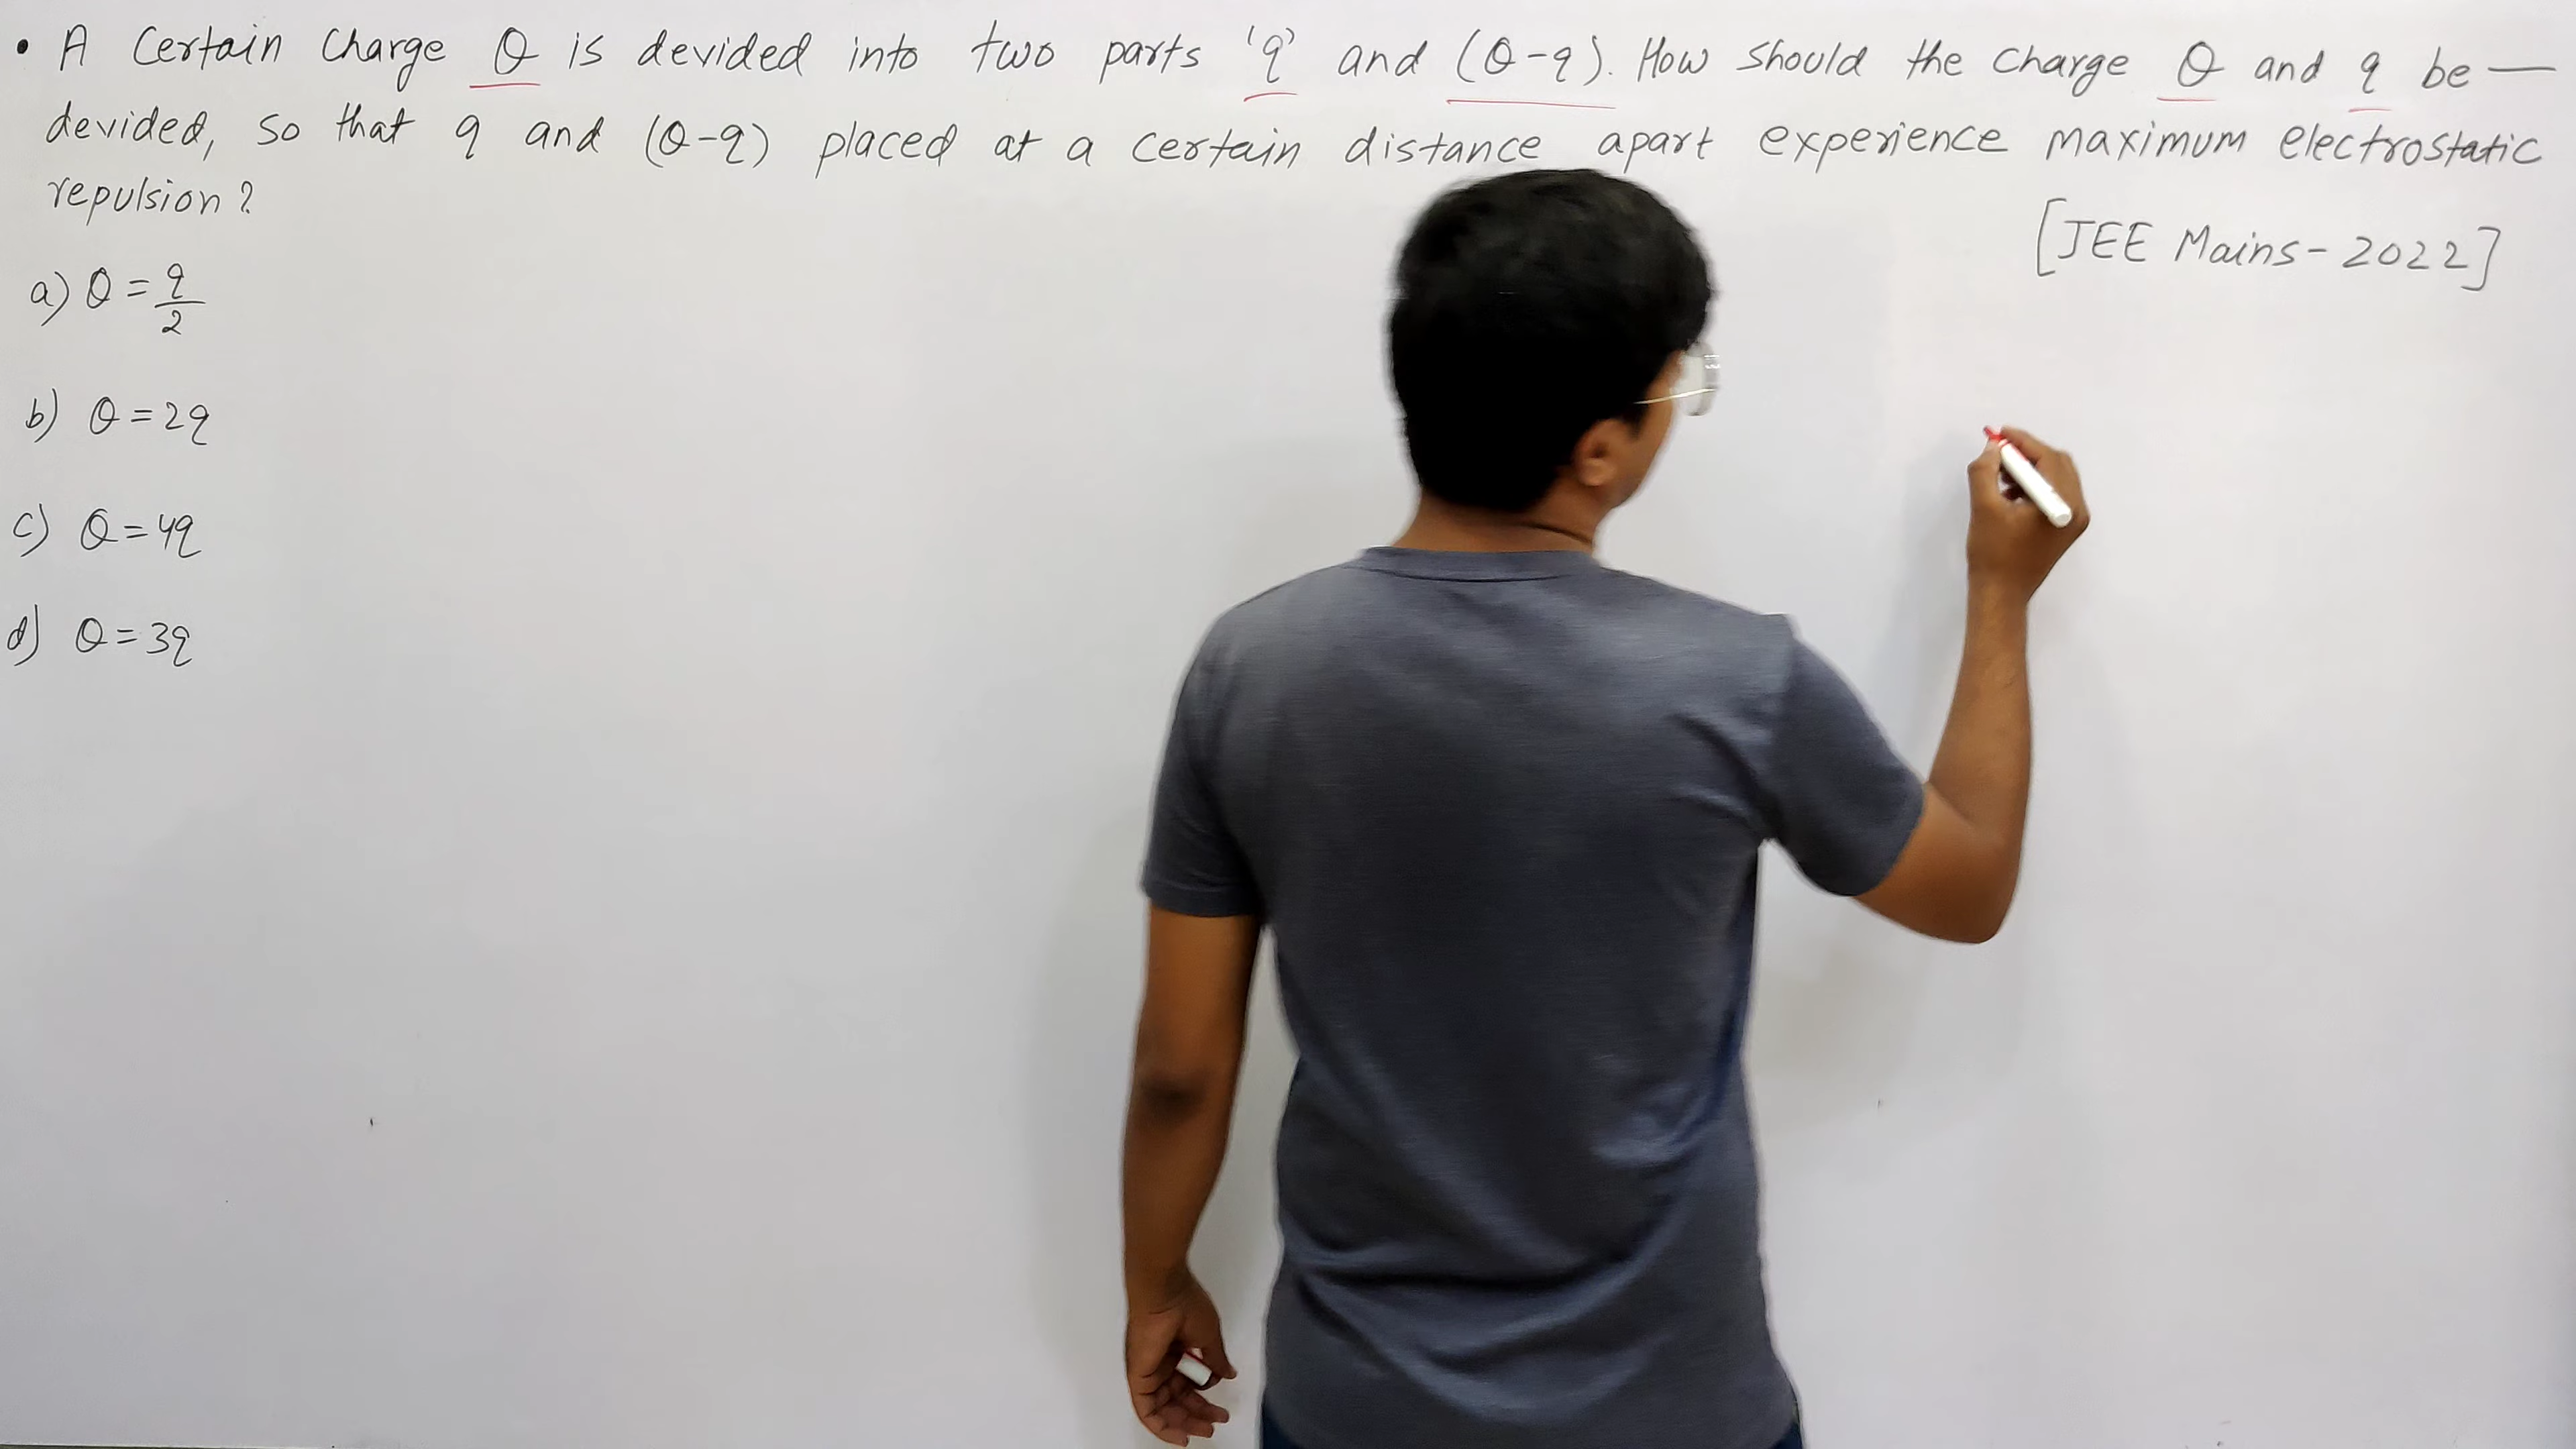 • A Certain Charge Q is devided into two parts 'q' and (Q-q). How should the charge Q and q be —
devided, so that q and (Q-q) placed at a certain distance apart experience maximum electrostatic
repulsion?
[JEE Mains-2022]
a) Q = q/2
b) Q = 2q
c) Q = 4q
d) Q = 3q